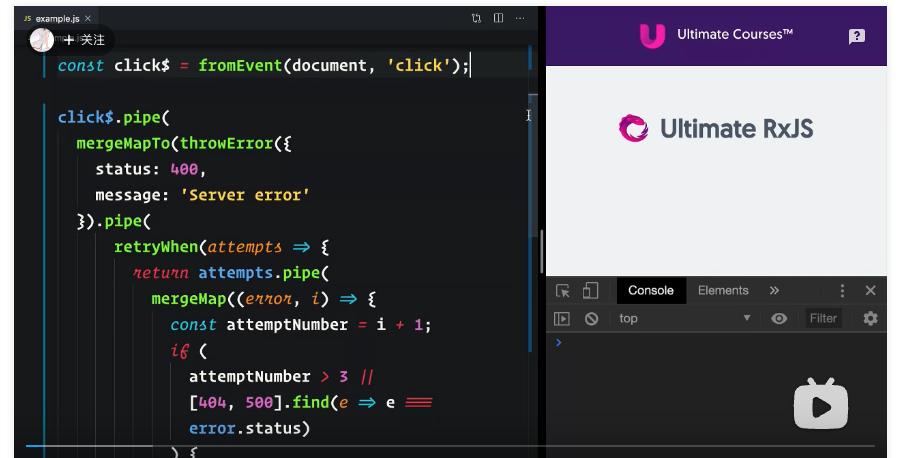 JS example.js ×
+ 关注
const click$ = fromEvent(document, 'click');
click$.pipe(
mergeMapTo(throwError({
status: 400,
message: 'Server error'
}).pipe(
retryWhen(attempts => {
return attempts.pipe(
mergeMap((error, i) => {
const attemptNumber = i + 1;
if (
attemptNumber > 3 ||
[404, 500].find(e => e ===
error.status)
) {
Ultimate Courses™
Ultimate RxJS
Console Elements »
top Filter